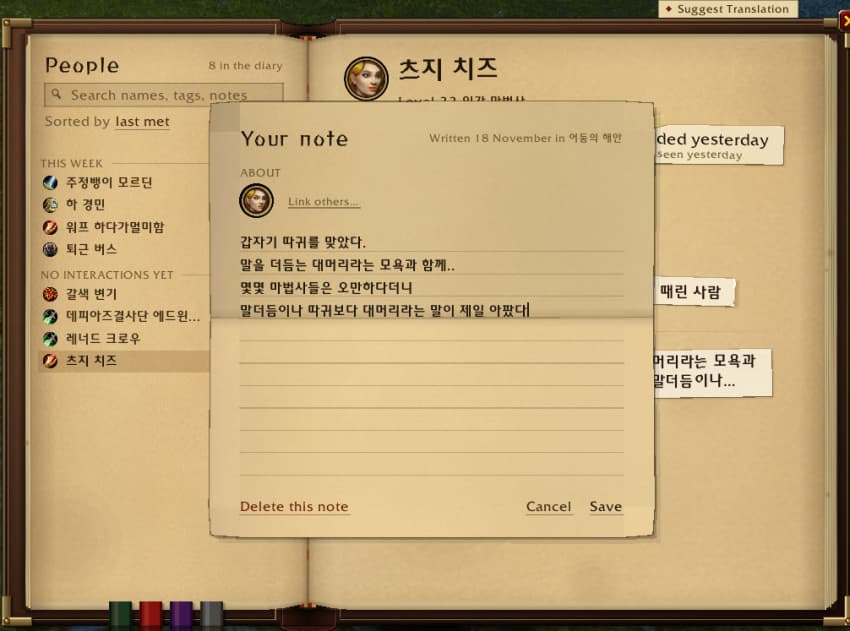 Suggest Translation
People
8 in the diary
Search names, tags, notes
Sorted by last met
THIS WEEK
주정뱅이 모르딘
하 경민
워프 하다가멀미함
퇴근 버스
NO INTERACTIONS YET
갈색 변기
데피아즈결사단 에드윈...
레너드 크로우
츠지 치즈
츠지 치즈
Level 23 인간 마법사
ded yesterday
seen yesterday
때린 사람
머리라는 모욕과
말더듬이나...
Your note
Written 18 November in 어둠의 해안
ABOUT
Link others...
갑자기 따귀를 맞았다.
말을 더듬는 대머리라는 모욕과 함께..
몇몇 마법사들은 오만하다더니
말더듬이나 따귀보다 대머리라는 말이 제일 아팠다
Delete this note
Cancel
Save